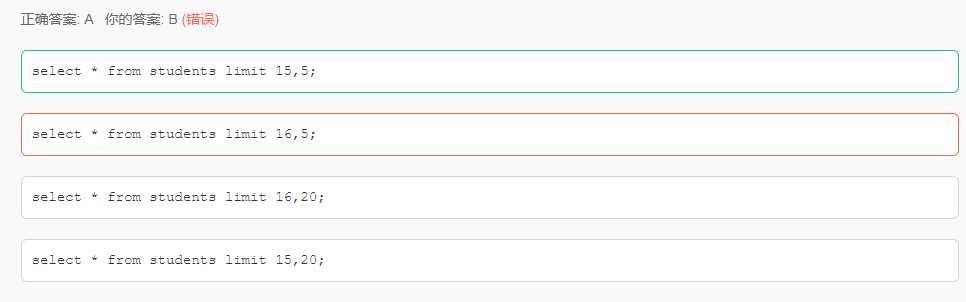 正确答案: A 你的答案: B (错误)
select * from students limit 15,5;
select * from students limit 16,5;
select * from students limit 16,20;
select * from students limit 15,20;